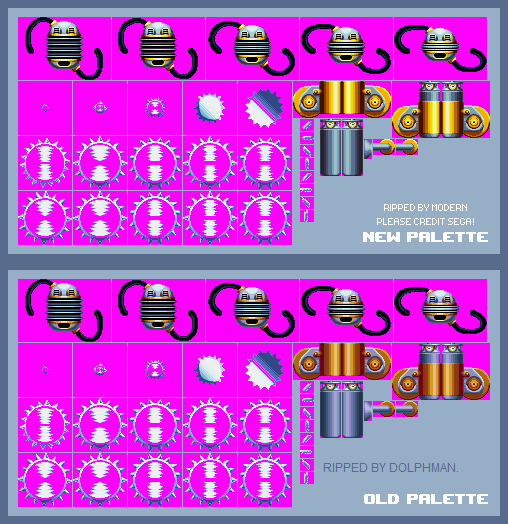 RIPPED BY MODERN
PLEASE CREDIT SEGA!
NEW PALETTE
RIPPED BY DOLPHMAN.
OLD PALETTE